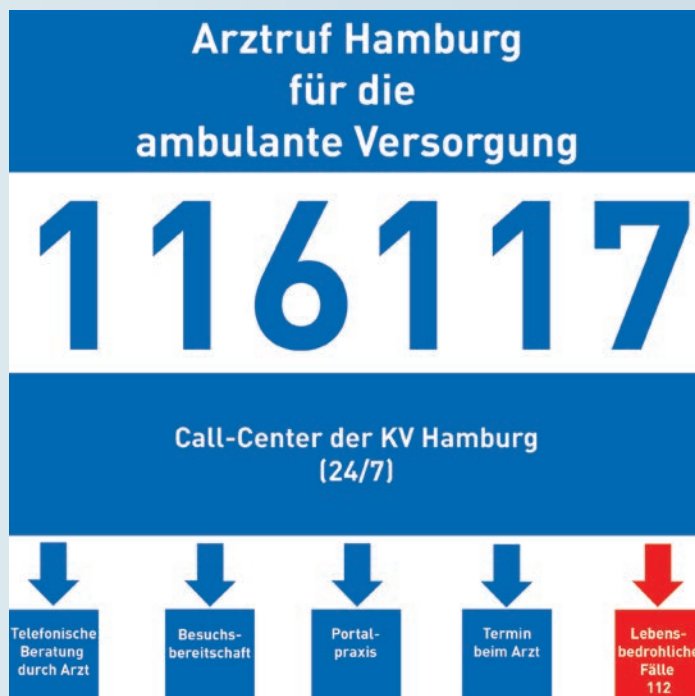 Arztruf Hamburg
für die
ambulante Versorgung
116117
Call-Center der KV Hamburg
(24/7)
Telefonische
Beratung
durch Arzt
Besuchs-
bereitschaft
Portal-
praxis
Termin
beim Arzt
Lebens-
bedrohliche
Fälle
112